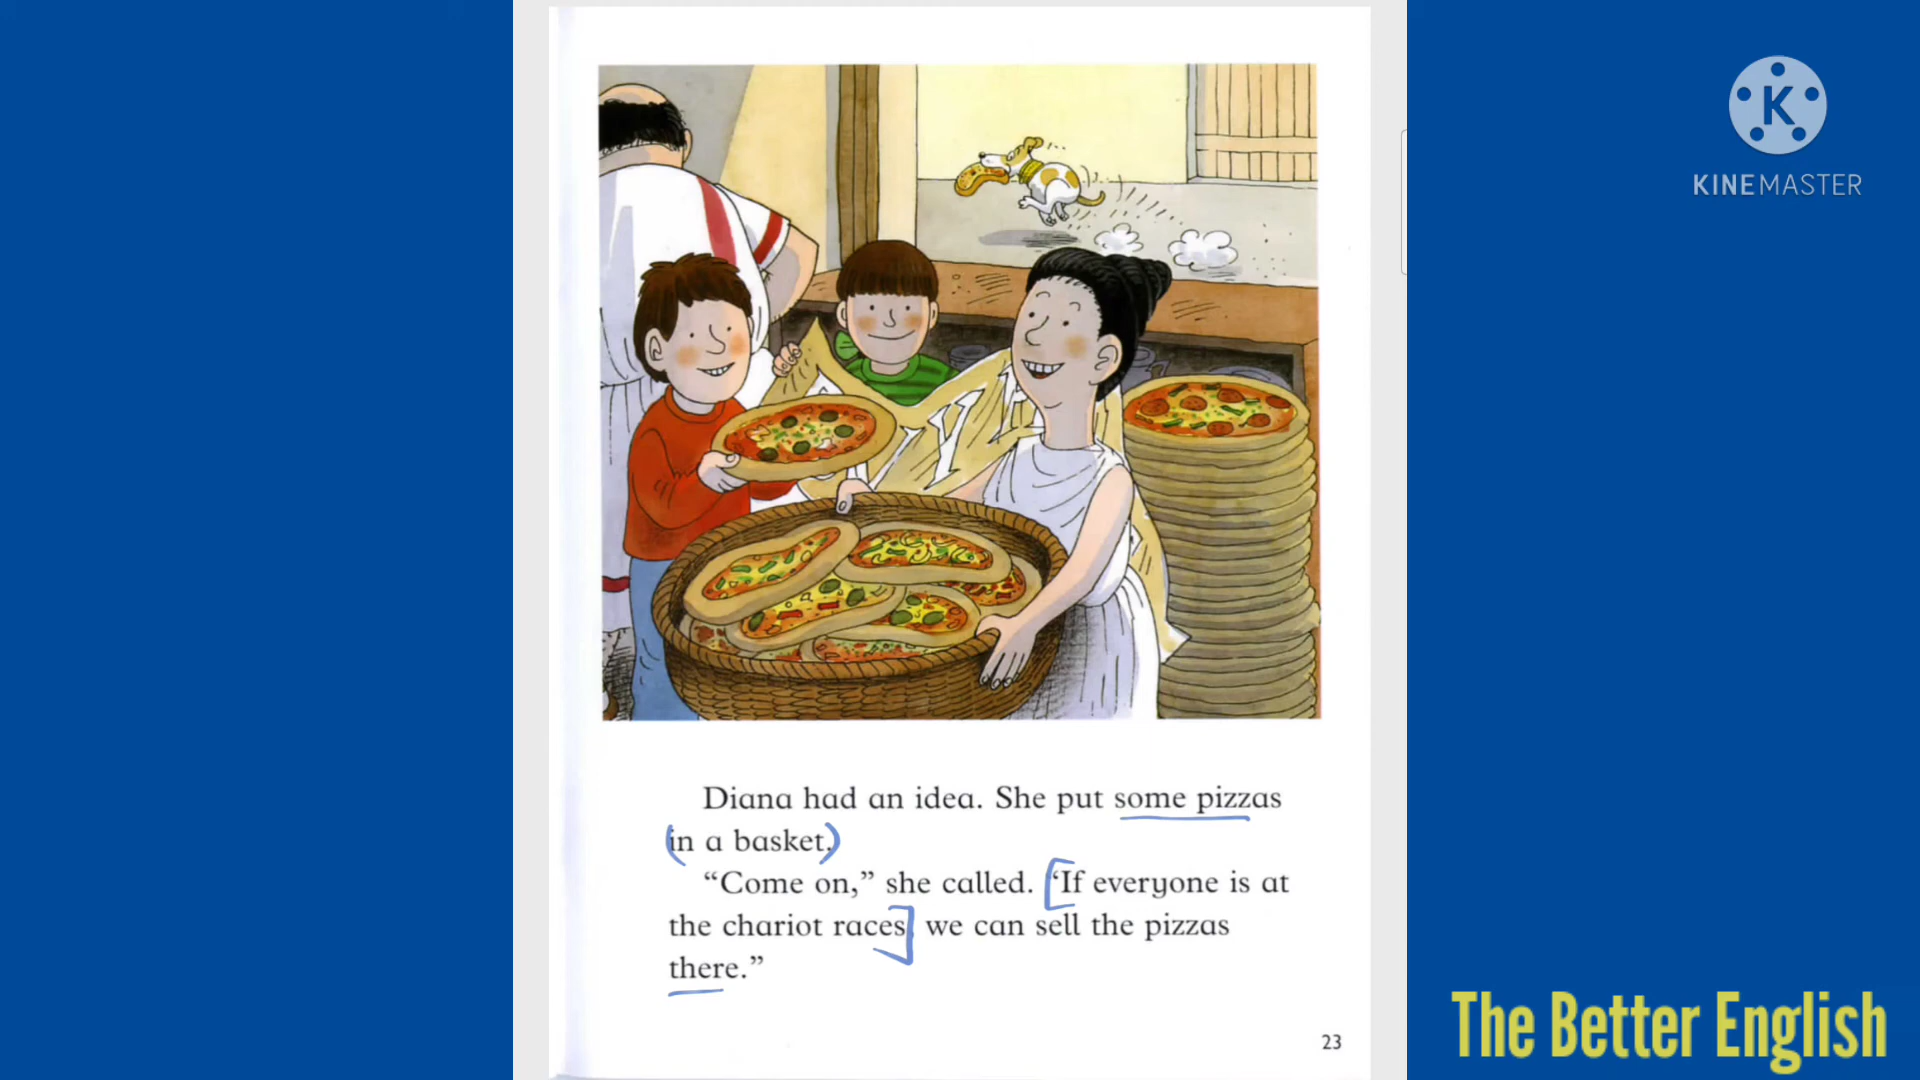 KINEMASTER
Diana had an idea. She put some pizzas
in a basket.
“Come on,” she called. “If everyone is at
the chariot races, we can sell the pizzas
there.”
23
The Better English